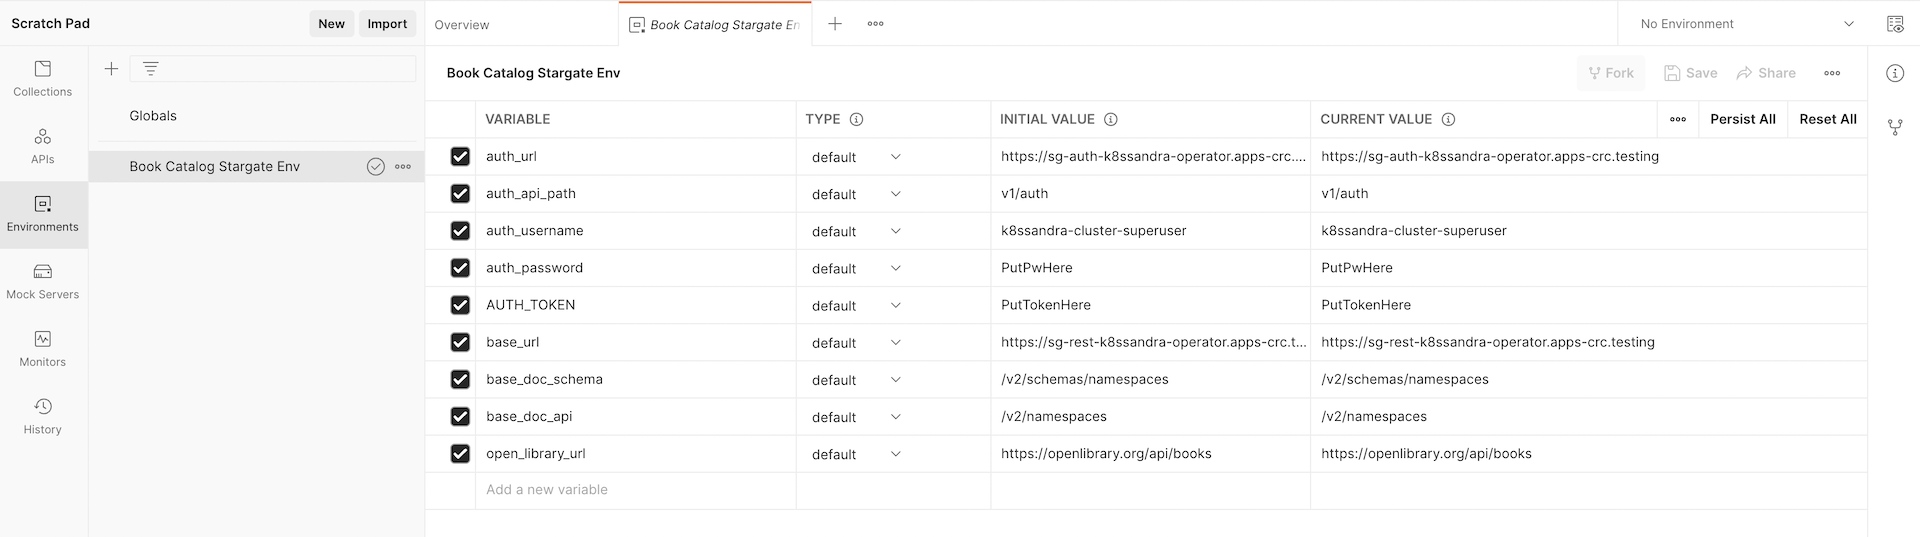 Scratch Pad
New
Import
Overview
Book Catalog Stargate En
No Environment
Collections
APIs
Environments
Mock Servers
Monitors
History
Globals
Book Catalog Stargate Env
Book Catalog Stargate Env
Fork
Save
Share
VARIABLE TYPE INITIAL VALUE CURRENT VALUE Persist All Reset All
auth_url default https://sg-auth-k8ssandra-operator.apps-crc.... https://sg-auth-k8ssandra-operator.apps-crc.testing
auth_api_path default v1/auth v1/auth
auth_username default k8ssandra-cluster-superuser k8ssandra-cluster-superuser
auth_password default PutPwHere PutPwHere
AUTH_TOKEN default PutTokenHere PutTokenHere
base_url default https://sg-rest-k8ssandra-operator.apps-crc.t... https://sg-rest-k8ssandra-operator.apps-crc.testing
base_doc_schema default /v2/schemas/namespaces /v2/schemas/namespaces
base_doc_api default /v2/namespaces /v2/namespaces
open_library_url default https://openlibrary.org/api/books https://openlibrary.org/api/books
Add a new variable